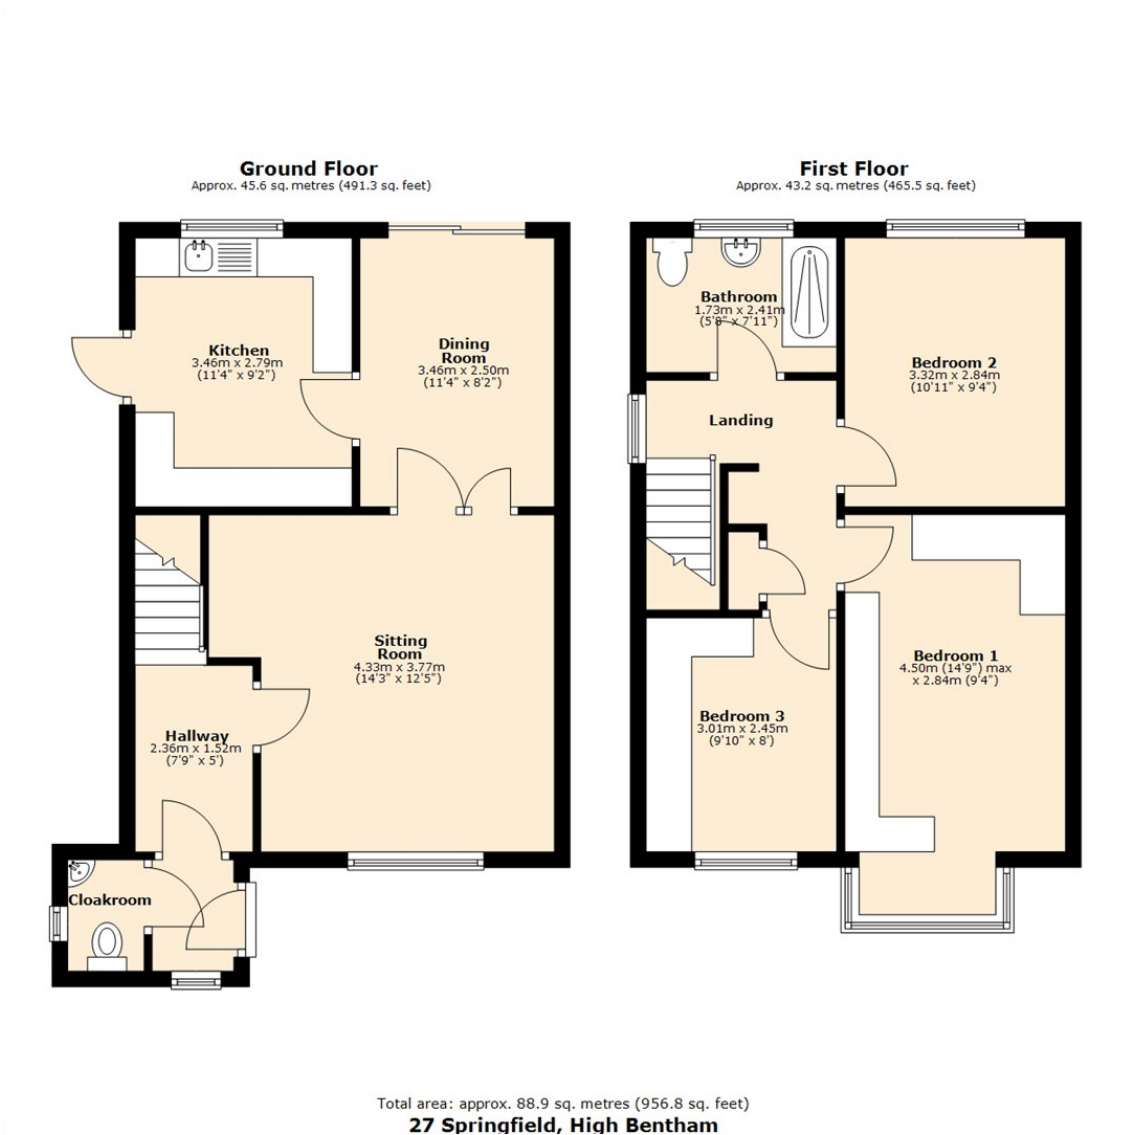 Ground Floor
Approx. 45.6 sq. metres (491.3 sq. feet)
Kitchen
3.46m x 2.79m
(11'4" x 9'2")
Dining
Room
3.46m x 2.50m
(11'4" x 8'2")
Sitting
Room
4.33m x 3.77m
(14'3" x 12'5")
Hallway
2.36m x 1.52m
(7'9" x 5')
Cloakroom
First Floor
Approx. 43.2 sq. metres (465.5 sq. feet)
Bathroom
1.73m x 2.41m
(5'8" x 7'11")
Bedroom 2
3.32m x 2.84m
(10'11" x 9'4")
Landing
Bedroom 1
4.50m (14'9") max
x 2.84m (9'4")
Bedroom 3
3.01m x 2.45m
(9'10" x 8')
Total area: approx. 88.9 sq. metres (956.8 sq. feet)
27 Springfield, High Bentham